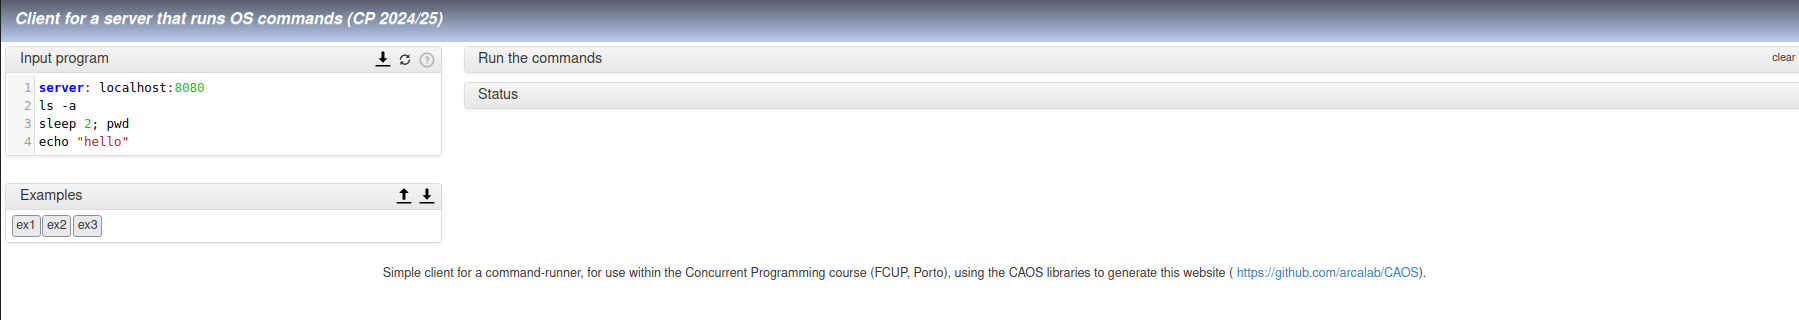 Client for a server that runs OS commands (CP 2024/25)
Input program
1 server: localhost:8080
2 ls -a
3 sleep 2; pwd
4 echo "hello"
Examples
ex1 ex2 ex3
Run the commands
clear
Status
Simple client for a command-runner, for use within the Concurrent Programming course (FCUP, Porto), using the CAOS libraries to generate this website ( https://github.com/arcalab/CAOS).